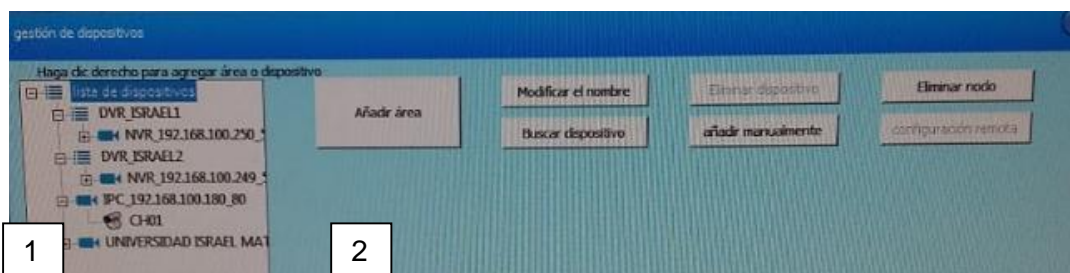 gestión de dispositivos
Haga clic derecho para agregar área o dispositivo
lista de dispositivos
DVR_ISRAEL1
NVR_192.168.100.250_
DVR_ISRAEL2
NVR_192.168.100.249_
IPC_192.168.100.180_80
CH01
UNIVERSIDAD ISRAEL MAT
Añadir área
Modificar el nombre
Eliminar dispositivo
Eliminar nodo
Buscar dispositivo
añadir manualmente
configuración remota
1
2